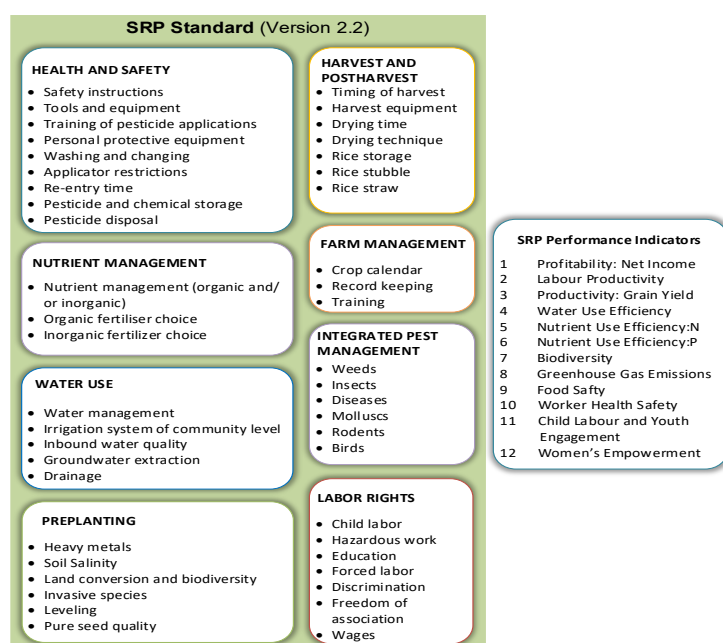 SRP Standard (Version 2.2)
HEALTH AND SAFETY
• Safety instructions
• Tools and equipment
• Training of pesticide applications
• Personal protective equipment
• Washing and changing
• Applicator restrictions
• Re-entry time
• Pesticide and chemical storage
• Pesticide disposal
NUTRIENT MANAGEMENT
• Nutrient management (organic and/
or inorganic)
• Organic fertiliser choice
• Inorganic fertilizer choice
WATER USE
• Water management
• Irrigation system of community level
• Inbound water quality
• Groundwater extraction
• Drainage
PREPLANTING
• Heavy metals
• Soil Salinity
• Land conversion and biodiversity
• Invasive species
• Leveling
• Pure seed quality
HARVEST AND
POSTHARVEST
• Timing of harvest
• Harvest equipment
• Drying time
• Drying technique
• Rice storage
• Rice stubble
• Rice straw
FARM MANAGEMENT
• Crop calendar
• Record keeping
• Training
INTEGRATED PEST
MANAGEMENT
• Weeds
• Insects
• Diseases
• Molluscs
• Rodents
• Birds
LABOR RIGHTS
• Child labor
• Hazardous work
• Education
• Forced labor
• Discrimination
• Freedom of
association
• Wages
SRP Performance Indicators
1 Profitability: Net Income
2 Labour Productivity
3 Productivity: Grain Yield
4 Water Use Efficiency
5 Nutrient Use Efficiency:N
6 Nutrient Use Efficiency:P
7 Biodiversity
8 Greenhouse Gas Emissions
9 Food Safty
10 Worker Health Safety
11 Child Labour and Youth
Engagement
12 Women's Empowerment